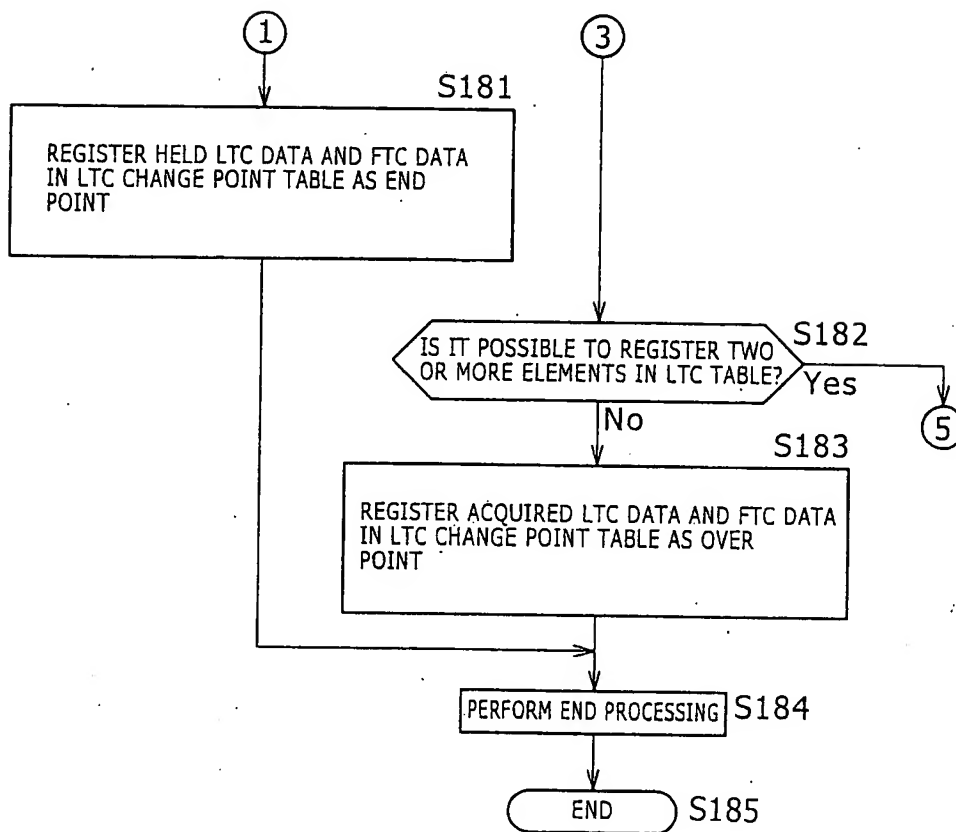 1
3
S181
REGISTER HELD LTC DATA AND FTC DATA
IN LTC CHANGE POINT TABLE AS END
POINT
S182
IS IT POSSIBLE TO REGISTER TWO
OR MORE ELEMENTS IN LTC TABLE?
Yes
No
5
S183
REGISTER ACQUIRED LTC DATA AND FTC DATA
IN LTC CHANGE POINT TABLE AS OVER
POINT
PERFORM END PROCESSING
S184
END
S185